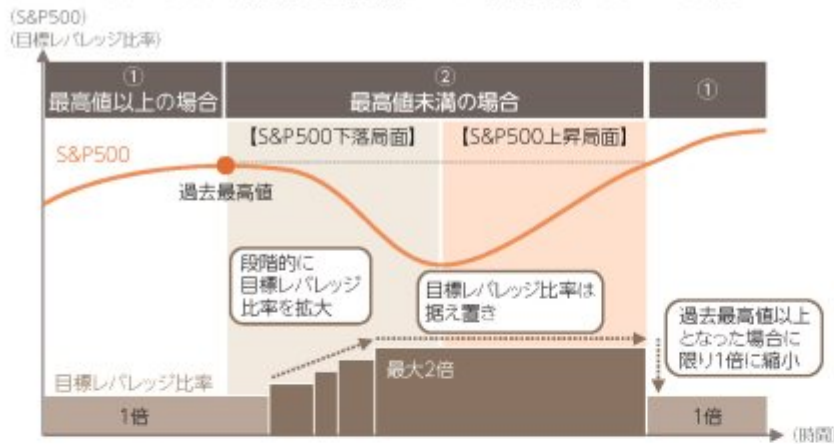 (S&P500)
(目標レバレッジ比率)
①
最高値以上の場合
②
最高値未満の場合
①
【S&P500下落局面】
【S&P500上昇局面】
S&P500
過去最高値
段階的に
目標レバレッジ
比率を拡大
目標レバレッジ比率は
据え置き
過去最高値以上
となった場合に
限り1倍に縮小
目標レバレッジ比率
最大2倍
1倍
1倍
(時間)